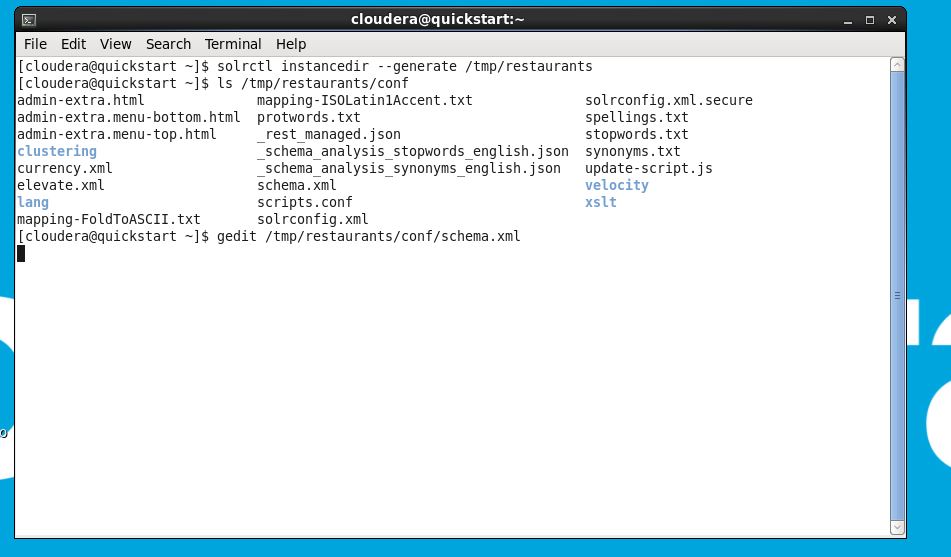 cloudera@quickstart:~
File Edit View Search Terminal Help
[cloudera@quickstart ~]$ solrctl instancedir --generate /tmp/restaurants
[cloudera@quickstart ~]$ ls /tmp/restaurants/conf
admin-extra.html mapping-ISOLatin1Accent.txt solrconfig.xml.secure
admin-extra.menu-bottom.html protwords.txt spellings.txt
admin-extra.menu-top.html _rest_managed.json stopwords.txt
clustering _schema_analysis_stopwords_english.json synonyms.txt
currency.xml _schema_analysis_synonyms_english.json update-script.js
elevate.xml schema.xml velocity
lang scripts.conf xslt
mapping-FoldToASCII.txt solrconfig.xml
[cloudera@quickstart ~]$ gedit /tmp/restaurants/conf/schema.xml